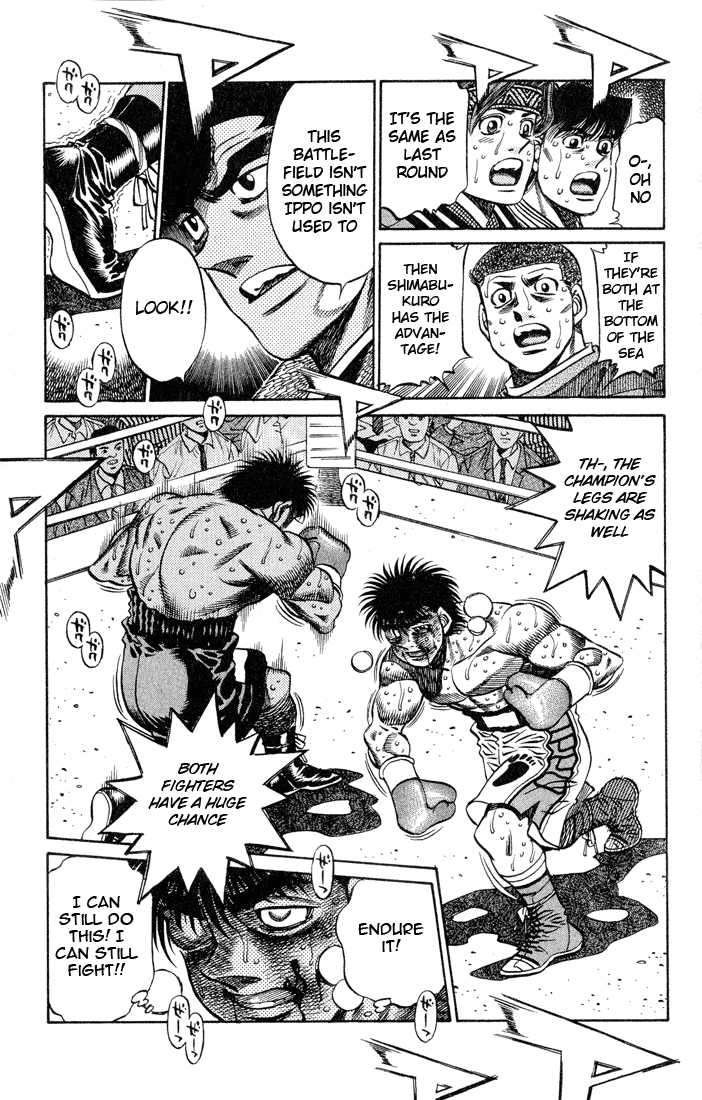 O-,
OH
NO
IT'S THE
SAME AS
LAST
ROUND
IF
THEY'RE
BOTH AT
THE
BOTTOM
OF THE
SEA
THEN
SHIMABU-
KURO
HAS THE
ADVAN-
TAGE!
THIS
BATTLE-
FIELD ISN'T
SOMETHING
IPPO ISN'T
USED TO
LOOK!!
TH-, THE
CHAMPION'S
LEGS ARE
SHAKING AS
WELL
BOTH
FIGHTERS
HAVE A HUGE
CHANCE
ENDURE
IT!
I CAN
STILL DO
THIS! I
CAN STILL
FIGHT!!